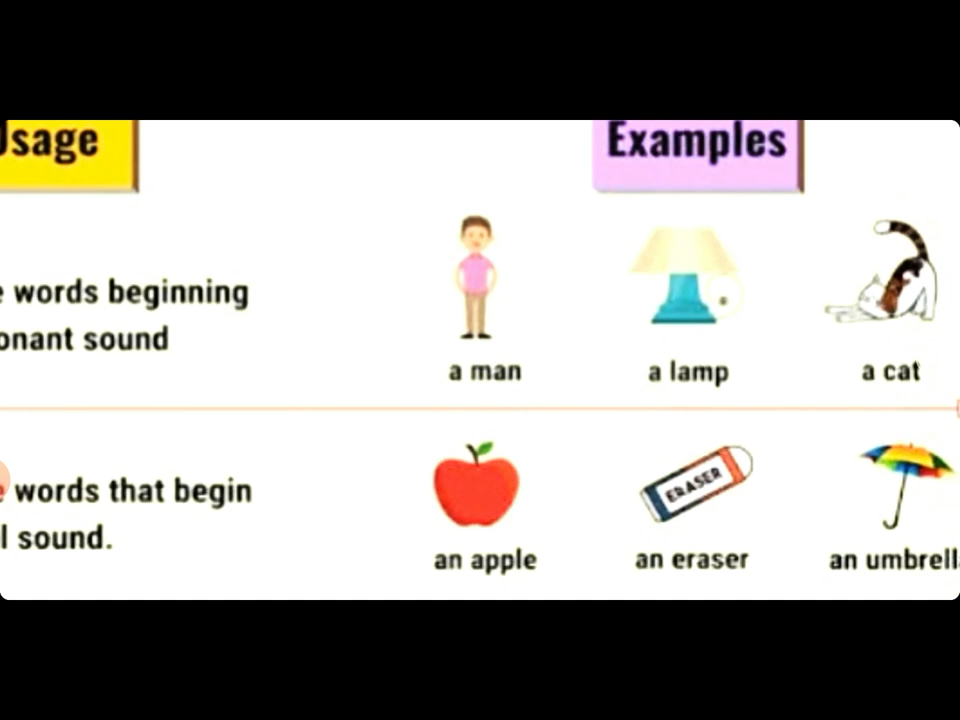 Usage
Examples
words beginning
onant sound
a man
a lamp
a cat
words that begin
l sound.
ERASER
an apple
an eraser
an umbrell